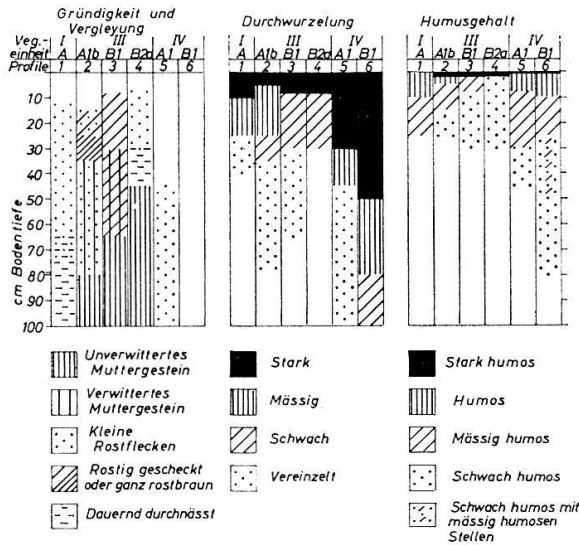 Gründigkeit und
Vergleyung
Durchwurzelung
Humusgehalt
Veg.- I III IV
einheit A A1b B1 B2a A1 B1
Profile 1 2 3 4 5 6
I III IV
A A1b B1 B2a A1 B1
1 2 3 4 5 6
I III IV
A A1b B1 B2a A1 B1
1 2 3 4 5 6
cm Bodentiefe
10
20
30
40
50
60
70
80
90
100
Unverwittertes
Muttergestein
Verwittertes
Muttergestein
Kleine
Rostflecken
Rostig gescheckt
oder ganz rostbraun
Dauernd durchnässt
Stark
Mässig
Schwach
Vereinzelt
Stark humos
Humos
Mässig humos
Schwach humos
Schwach humos mit
mässig humosen
Stellen